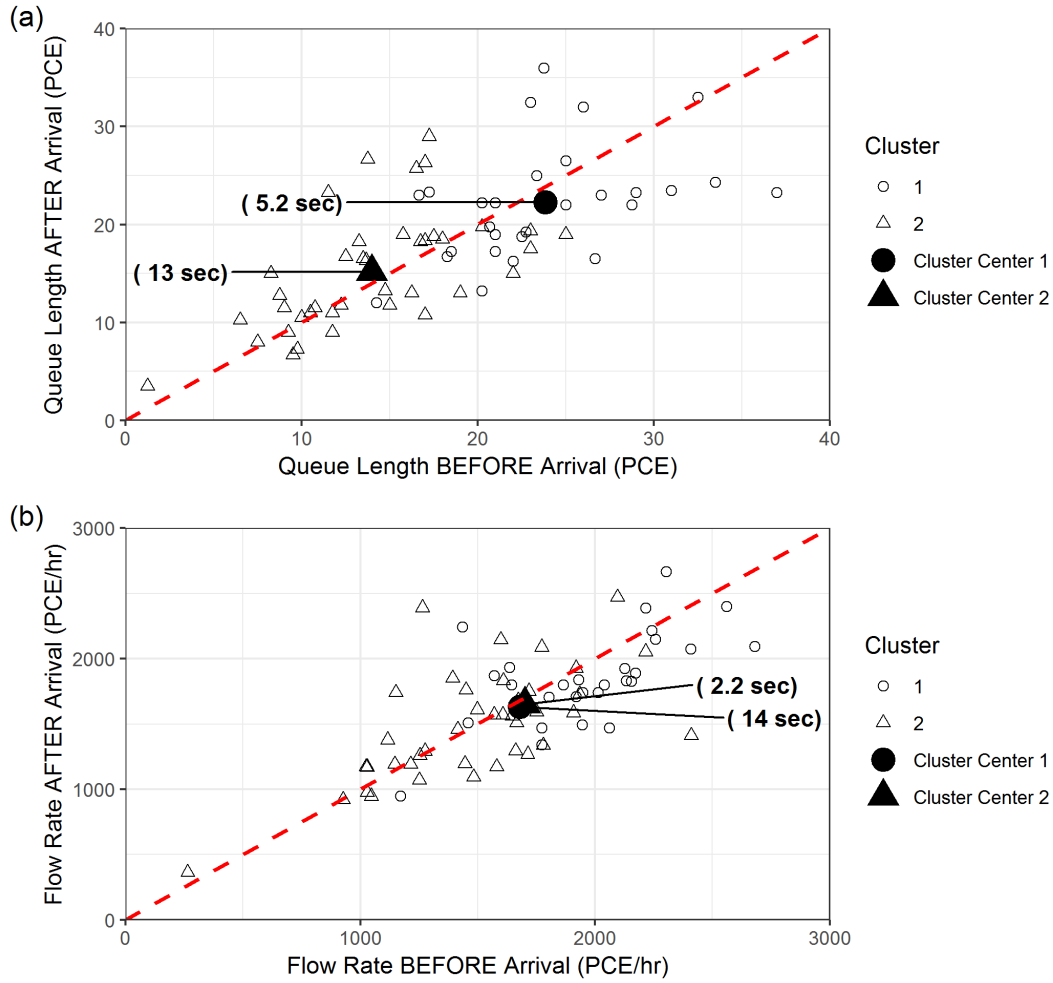 (a)
Queue Length AFTER Arrival (PCE)
40
30
20
10
0
( 5.2 sec)
( 13 sec)
0 10 20 30 40
Queue Length BEFORE Arrival (PCE)
Cluster
1
2
Cluster Center 1
Cluster Center 2
(b)
Flow Rate AFTER Arrival (PCE/hr)
3000
2000
1000
0
( 2.2 sec)
( 14 sec)
0 1000 2000 3000
Flow Rate BEFORE Arrival (PCE/hr)
Cluster
1
2
Cluster Center 1
Cluster Center 2